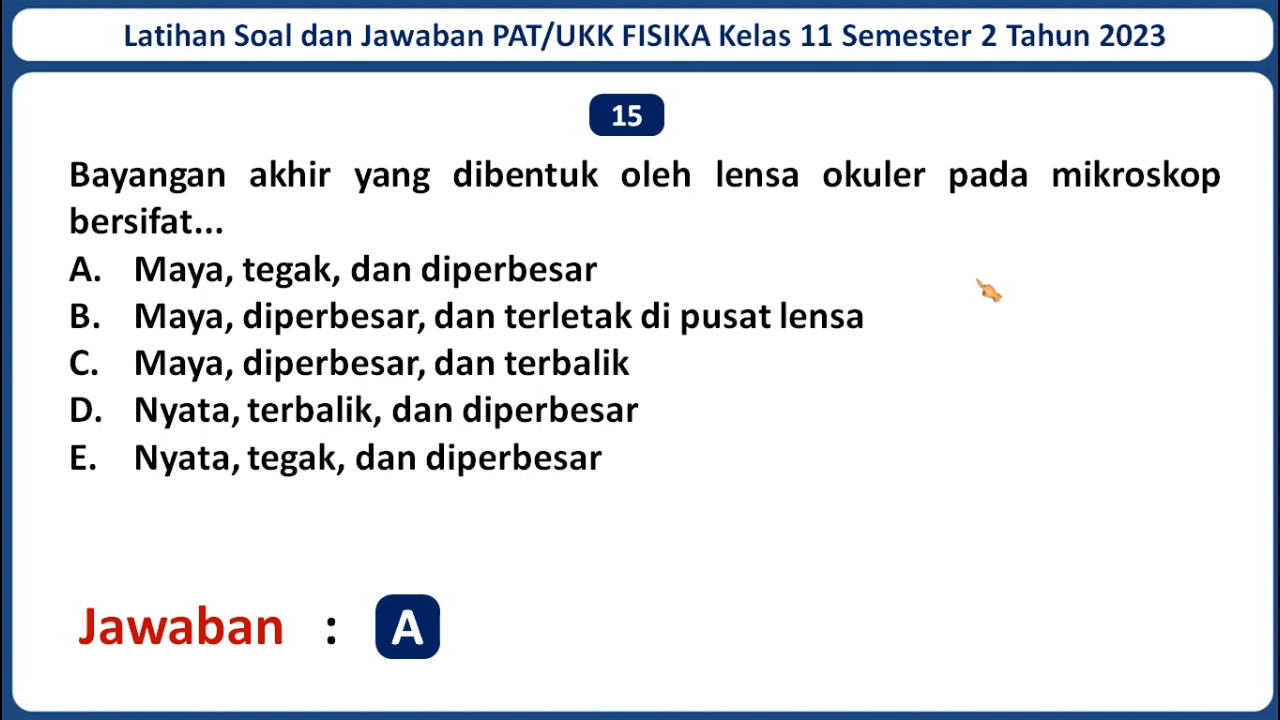 Latihan Soal dan Jawaban PAT/UKK FISIKA Kelas 11 Semester 2 Tahun 2023
15
Bayangan akhir yang dibentuk oleh lensa okuler pada mikroskop
bersifat...
A. Maya, tegak, dan diperbesar
B. Maya, diperbesar, dan terletak di pusat lensa
C. Maya, diperbesar, dan terbalik
D. Nyata, terbalik, dan diperbesar
E. Nyata, tegak, dan diperbesar
Jawaban : A